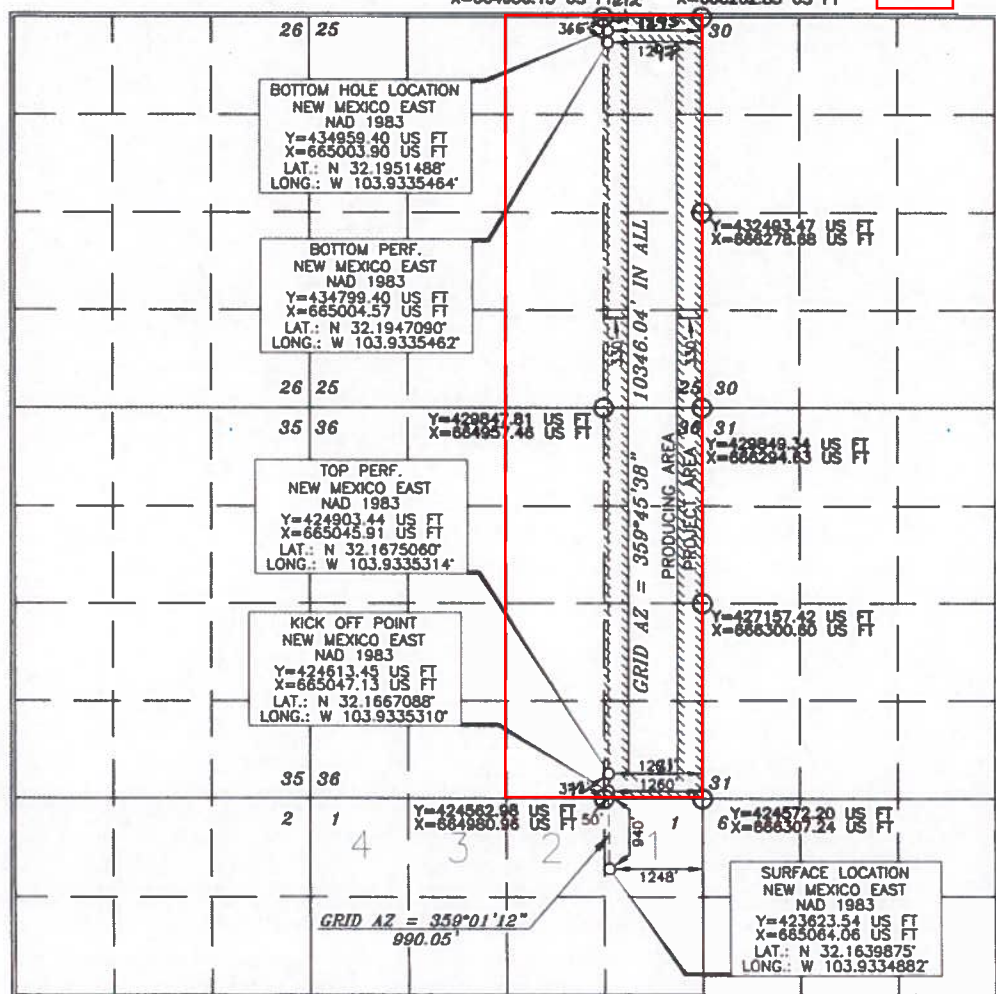 26 25
30
BOTTOM HOLE LOCATION
NEW MEXICO EAST
NAD 1983
Y=434959.40 US FT
X=665003.90 US FT
LAT.: N 32.1951488°
LONG.: W 103.9335464°
BOTTOM PERF.
NEW MEXICO EAST
NAD 1983
Y=434799.40 US FT
X=665004.57 US FT
LAT.: N 32.1947090°
LONG.: W 103.9335462°
Y=432493.47 US FT
X=666278.68 US FT
10346.04' IN ALL
330'
330'
26 25
25 30
35 36
36 31
Y=429847.81 US FT
X=664957.46 US FT
Y=429849.34 US FT
X=666294.63 US FT
TOP PERF.
NEW MEXICO EAST
NAD 1983
Y=424903.44 US FT
X=665045.91 US FT
LAT.: N 32.1675060°
LONG.: W 103.9335314°
GRID AZ = 359°45'38"
PRODUCING AREA
PROJECT AREA
Y=427157.42 US FT
X=666300.60 US FT
KICK OFF POINT
NEW MEXICO EAST
NAD 1983
Y=424613.45 US FT
X=665047.13 US FT
LAT.: N 32.1667088°
LONG.: W 103.9335310°
35 36
31
1260'
2 1
1 6
Y=424562.98 US FT
X=664980.96 US FT
50'
Y=424572.20 US FT
X=666307.24 US FT
4 3 2 1
940'
1248'
GRID AZ = 359°01'12"
990.05'
SURFACE LOCATION
NEW MEXICO EAST
NAD 1983
Y=423623.54 US FT
X=665064.06 US FT
LAT.: N 32.1639875°
LONG.: W 103.9334882°